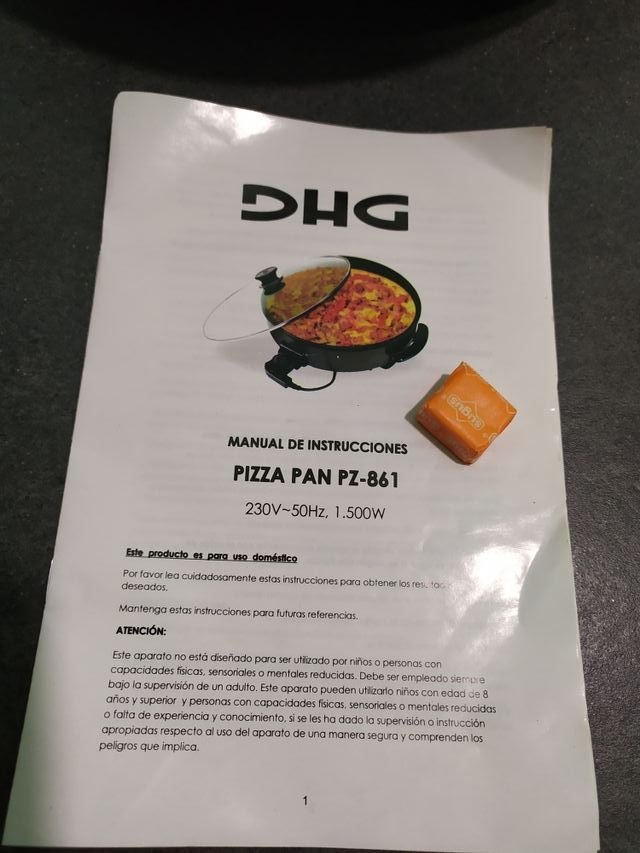 DHG
sugus
MANUAL DE INSTRUCCIONES
PIZZA PAN PZ-861
230V~50Hz, 1.500W
Este producto es para uso doméstico
Por favor lea cuidadosamente estas instrucciones para obtener los resultados
deseados.
Mantenga estas instrucciones para futuras referencias.
ATENCIÓN:
Este aparato no está diseñado para ser utilizado por niños o personas con
capacidades físicas, sensoriales o mentales reducidas. Debe ser empleado siempre
bajo la supervisión de un adulto. Este aparato pueden utilizarlo niños con edad de 8
años y superior y personas con capacidades físicas, sensoriales o mentales reducidas
o falta de experiencia y conocimiento, si se les ha dado la supervisión o instrucción
apropiadas respecto al uso del aparato de una manera segura y comprenden los
peligros que implica.
1